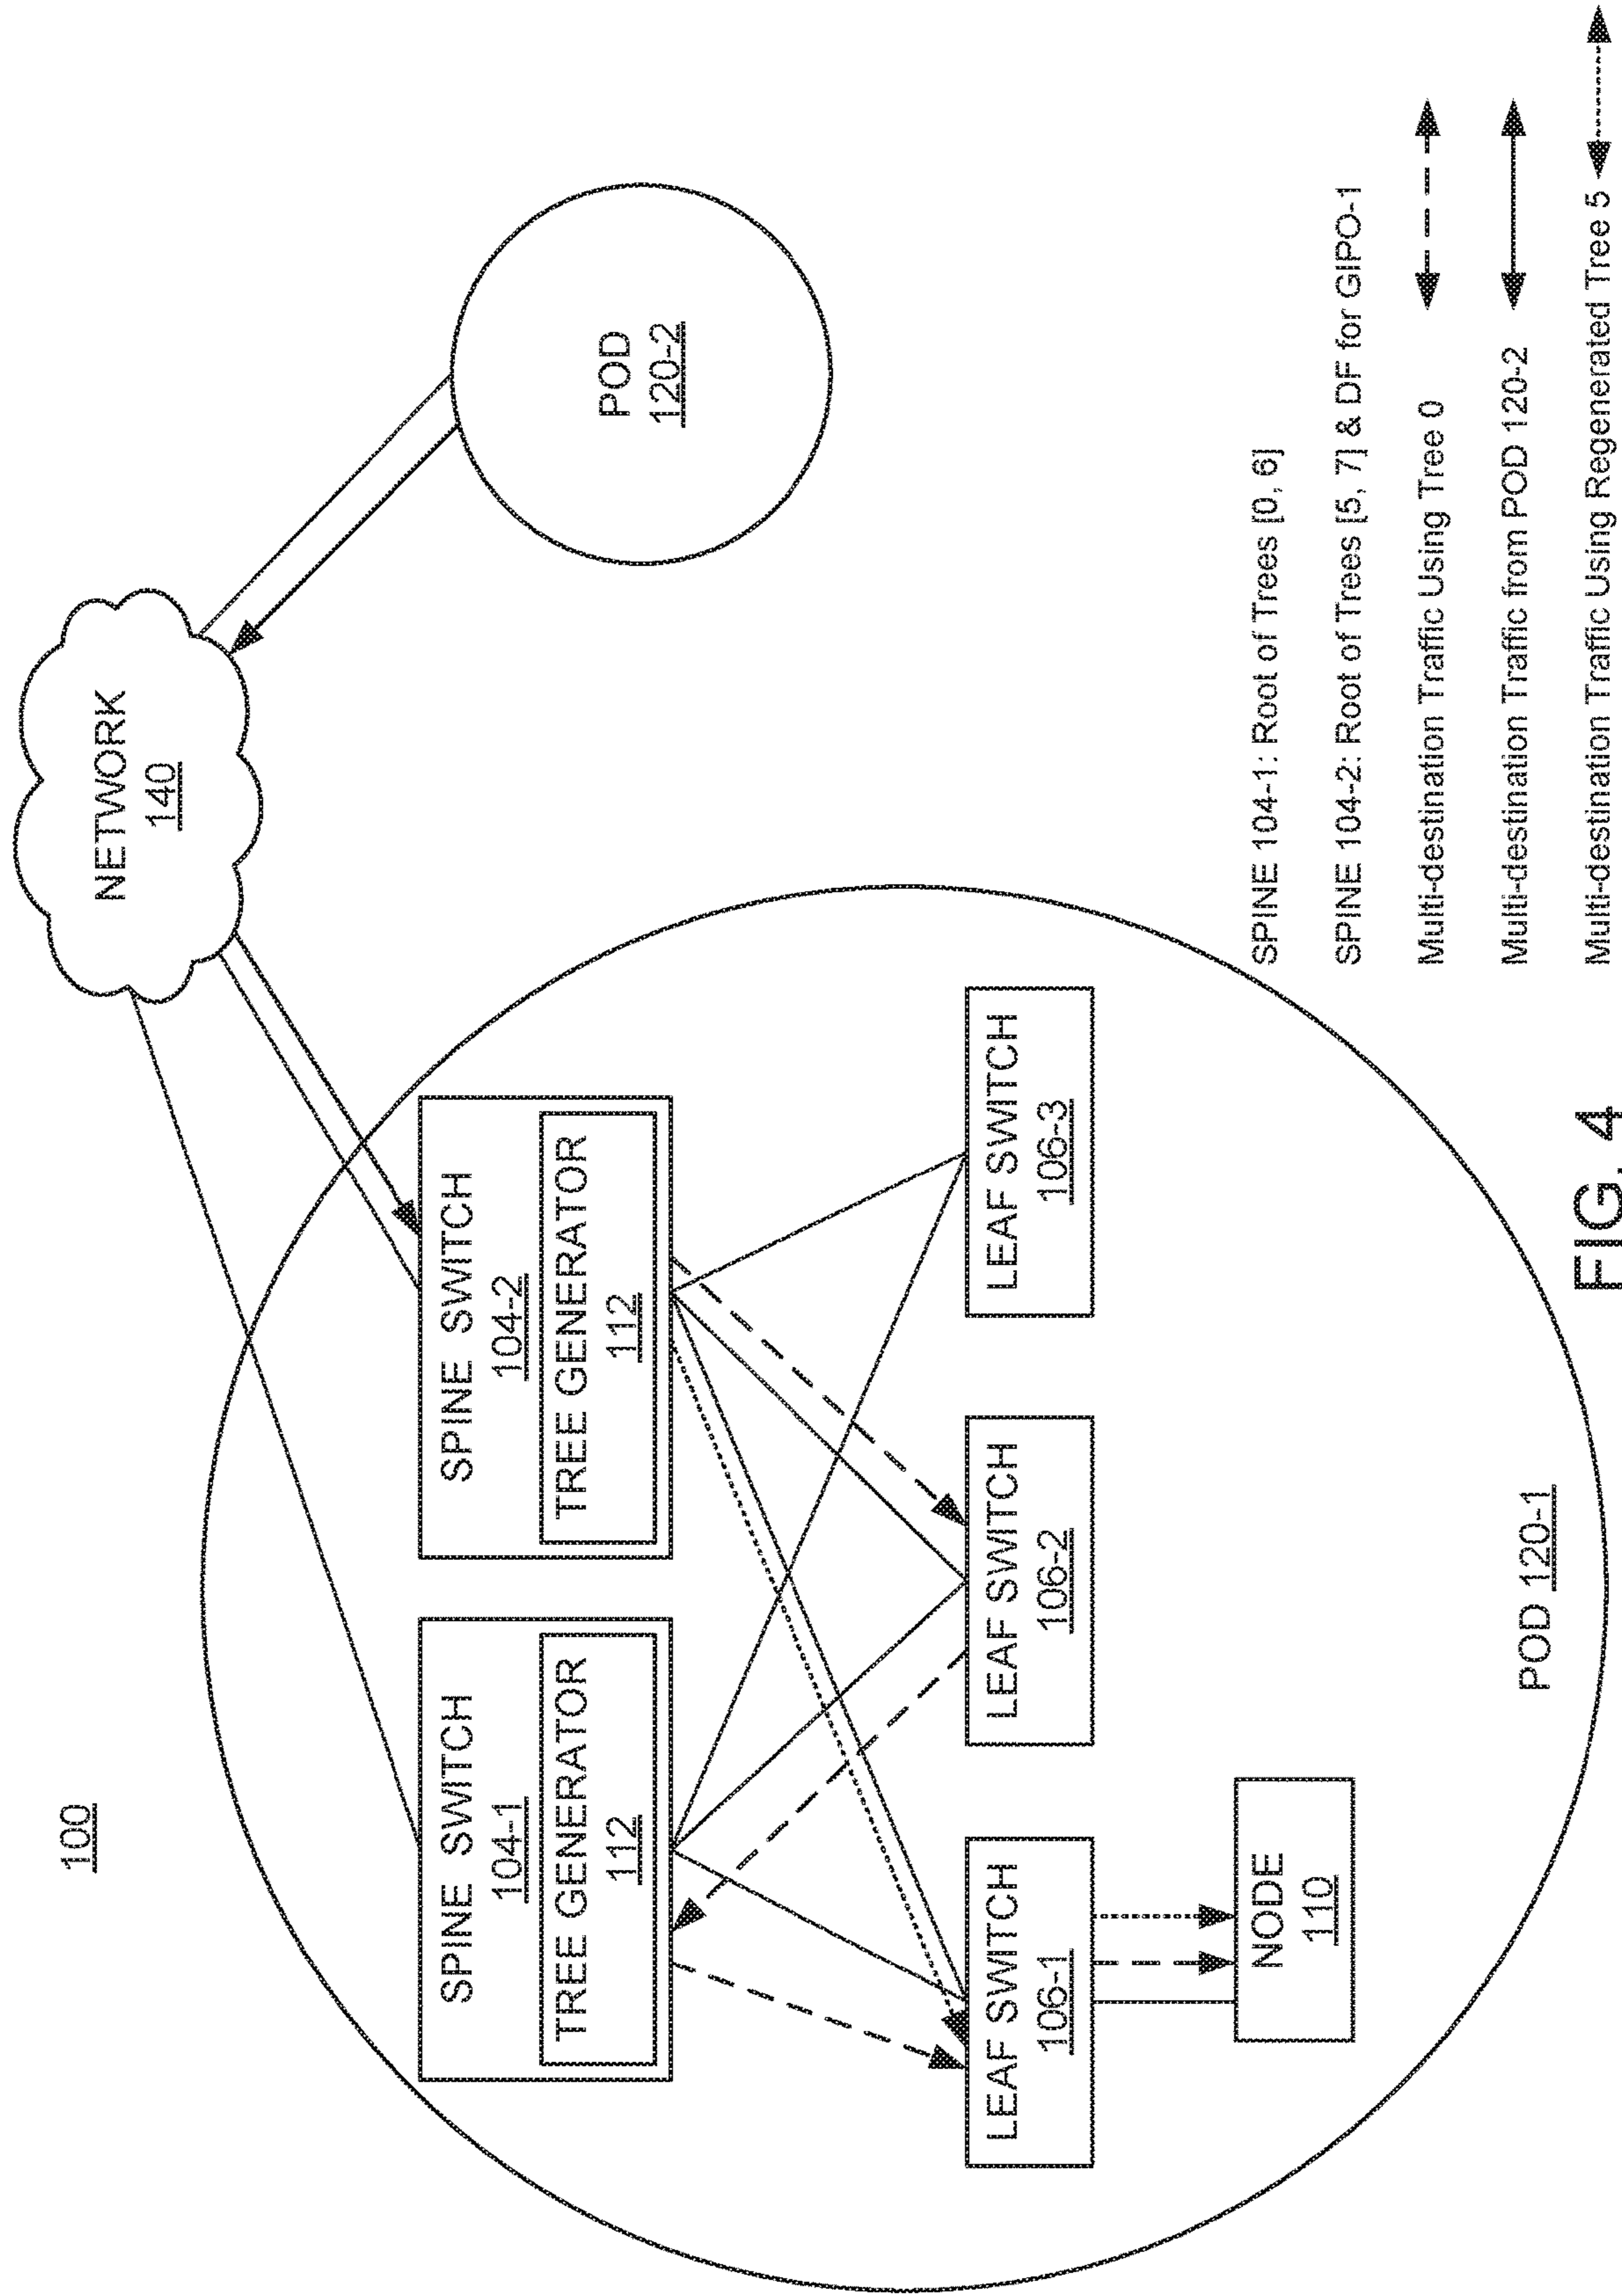 100
NETWORK
140
POD
120-2
SPINE SWITCH
104-1
TREE GENERATOR
112
SPINE SWITCH
104-2
TREE GENERATOR
112
LEAF SWITCH
106-1
LEAF SWITCH
106-2
LEAF SWITCH
106-3
NODE
110
POD 120-1
SPINE 104-1: Root of Trees [0, 6]
SPINE 104-2: Root of Trees [5, 7] & DF for GIPO-1
Multi-destination Traffic Using Tree 0
Multi-destination Traffic from POD 120-2
Multi-destination Traffic Using Regenerated Tree 5
FIG. 4